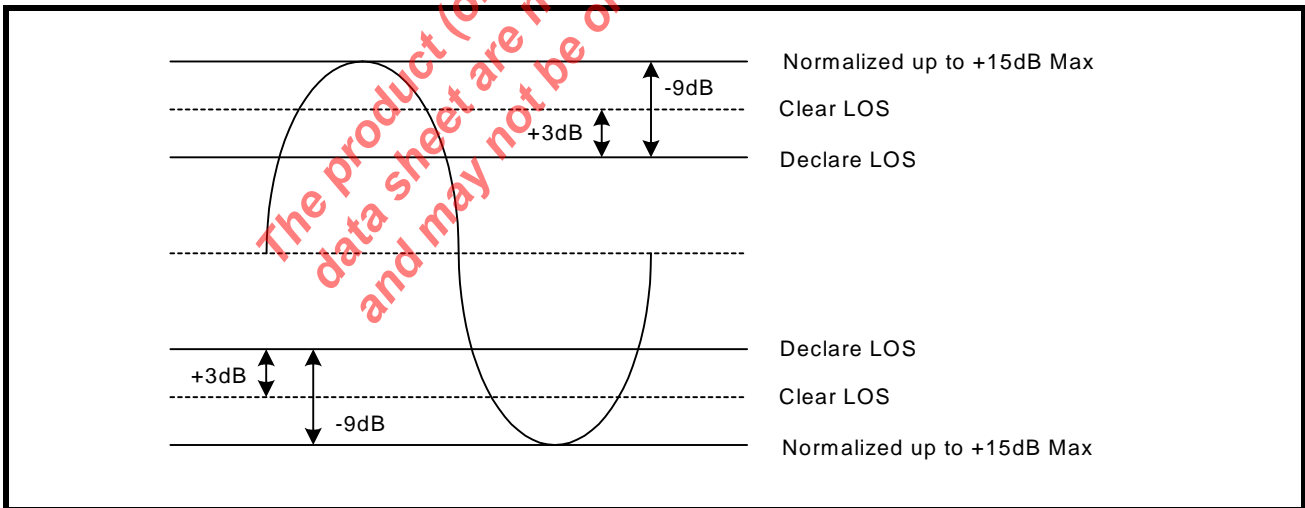 Normalized up to +15dB Max
-9dB
Clear LOS
+3dB
Declare LOS
The product (o
data sheet are
and may not be o
Declare LOS
+3dB
Clear LOS
-9dB
Normalized up to +15dB Max